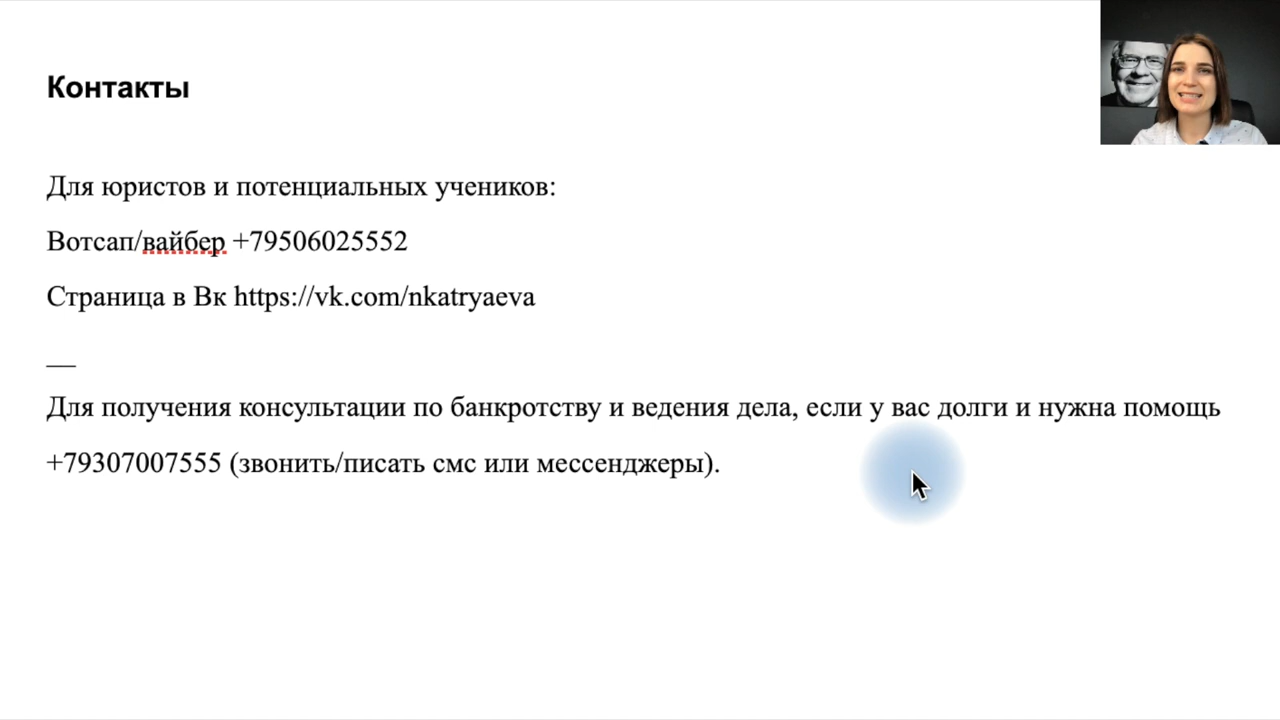 Контакты
Для юристов и потенциальных учеников:
Вотсап/вайбер +79506025552
Страница в Вк https://vk.com/nkatryaeva
__
Для получения консультации по банкротству и ведения дела, если у вас долги и нужна помощь
+79307007555 (звонить/писать смс или мессенджеры).